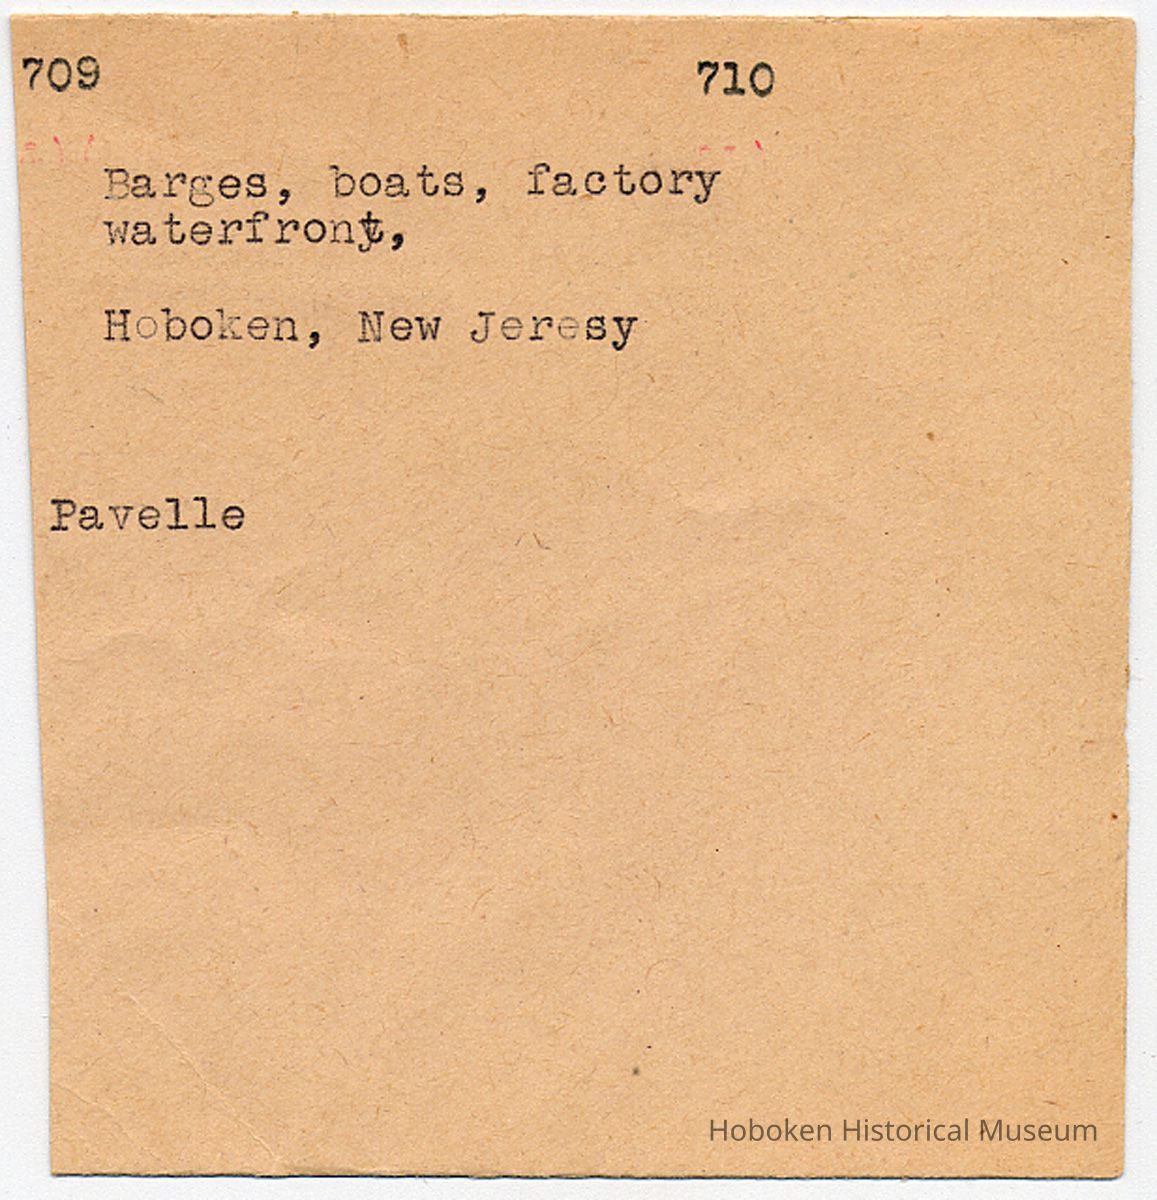 709 710
Barges, boats, factory
waterfront,
Hoboken, New Jeresy
Pavelle
Hoboken Historical Museum